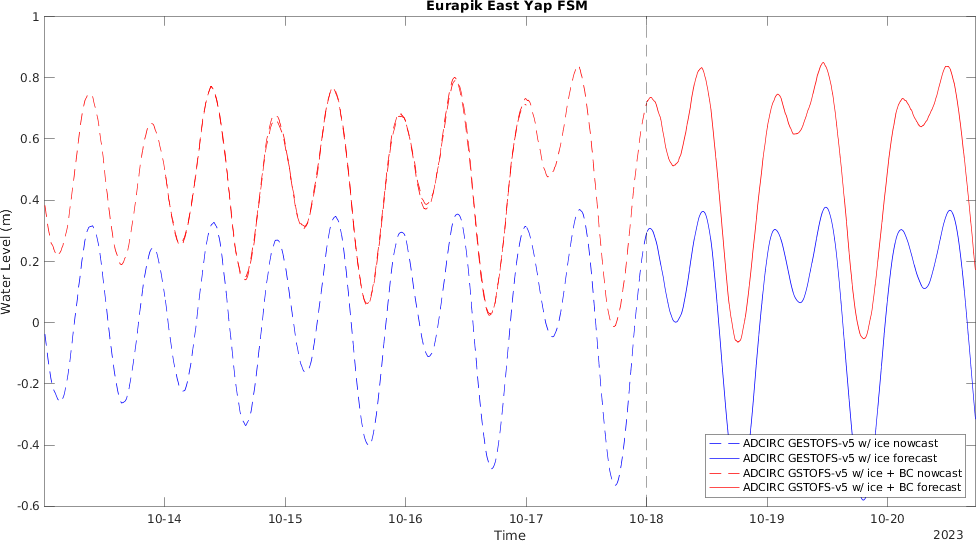 Eurapik East Yap FSM
1
0.8
0.6
0.4
0.2
0
-0.2
-0.4
-0.6
Water Level (m)
ADCIRC GESTOFS-v5 w/ ice nowcast
ADCIRC GESTOFS-v5 w/ ice forecast
ADCIRC GSTOFS-v5 w/ ice + BC nowcast
ADCIRC GSTOFS-v5 w/ ice + BC forecast
10-14 10-15 10-16 10-17 10-18 10-19 10-20
Time
2023